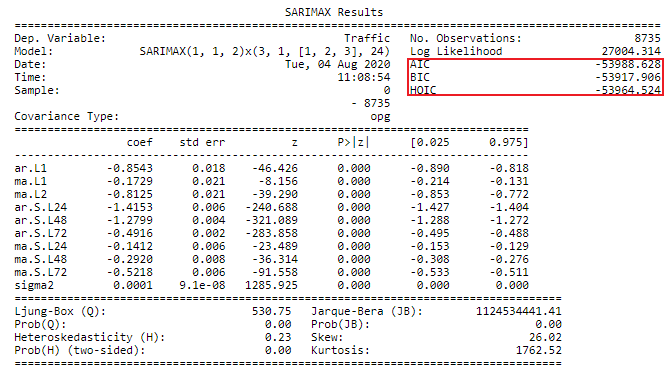 SARIMAX Results
Dep. Variable: Traffic No. Observations: 8735
Model: SARIMAX(1, 1, 2)x(3, 1, [1, 2, 3], 24) Log Likelihood 27004.314
Date: Tue, 04 Aug 2020 AIC -53988.628
Time: 11:08:54 BIC -53917.906
Sample: 0 HQIC -53964.524
- 8735
Covariance Type: opg
coef std err z P>|z| [0.025 0.975]
ar.L1 -0.8543 0.018 -46.426 0.000 -0.890 -0.818
ma.L1 -0.1729 0.021 -8.156 0.000 -0.214 -0.131
ma.L2 -0.8125 0.021 -39.290 0.000 -0.853 -0.772
ar.S.L24 -1.4153 0.006 -240.688 0.000 -1.427 -1.404
ar.S.L48 -1.2799 0.004 -321.089 0.000 -1.288 -1.272
ar.S.L72 -0.4916 0.002 -283.858 0.000 -0.495 -0.488
ma.S.L24 -0.1412 0.006 -23.489 0.000 -0.153 -0.129
ma.S.L48 -0.2920 0.008 -36.314 0.000 -0.308 -0.276
ma.S.L72 -0.5218 0.006 -91.558 0.000 -0.533 -0.511
sigma2 0.0001 9.1e-08 1285.925 0.000 0.000 0.000
Ljung-Box (Q): 530.75 Jarque-Bera (JB): 1124534441.41
Prob(Q): 0.00 Prob(JB): 0.00
Heteroskedasticity (H): 0.23 Skew: 26.02
Prob(H) (two-sided): 0.00 Kurtosis: 1762.52